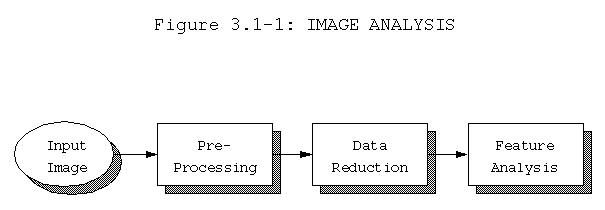 Figure 3.1-1: IMAGE ANALYSIS
Input
Image
Pre-
Processing
Data
Reduction
Feature
Analysis